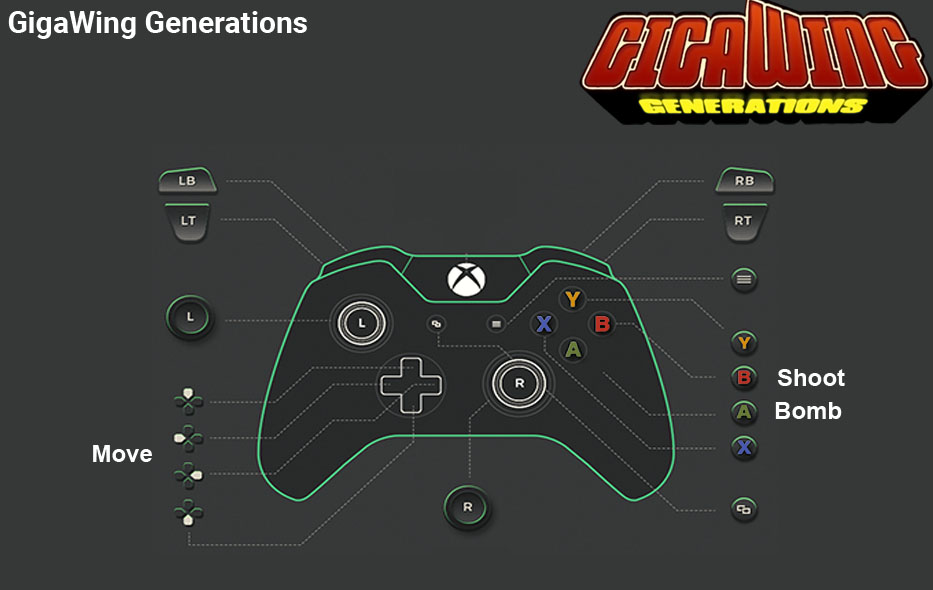 GigaWing Generations
GIGAWING
GENERATIONS
LB
RB
LT
RT
L
L
X
Y
B
A
R
Y
B Shoot
A Bomb
X
Move
R